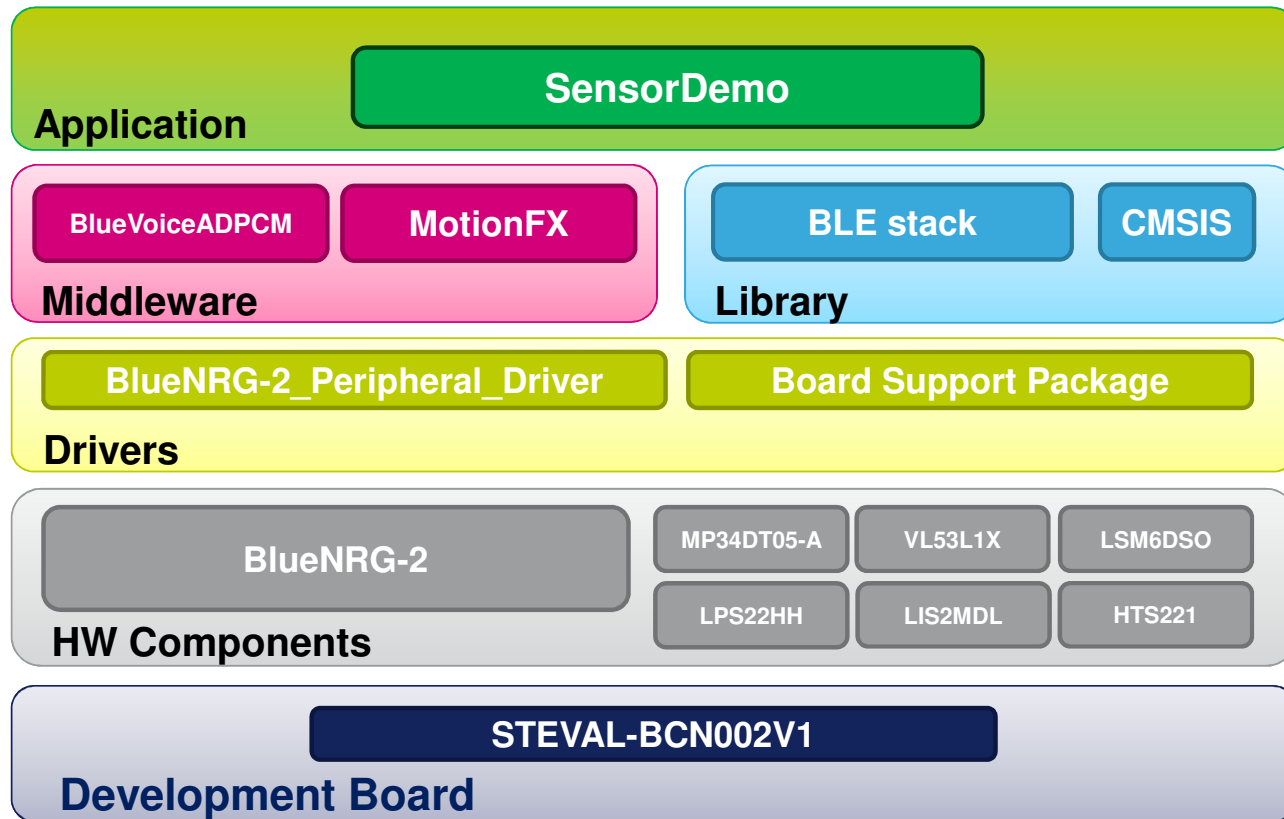 SensorDemo
Application
BlueVoiceADPCM
MotionFX
Middleware
BLE stack
CMSIS
Library
BlueNRG-2_Peripheral_Driver
Board Support Package
Drivers
BlueNRG-2
MP34DT05-A
VL53L1X
LSM6DSO
LPS22HH
LIS2MDL
HTS221
HW Components
STEVAL-BCN002V1
Development Board